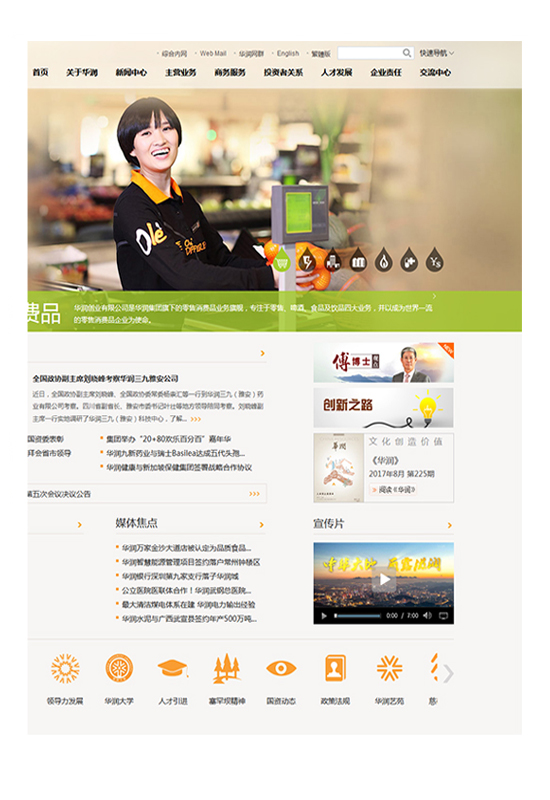 综合内网 Web Mail 华润网群 English 繁體版 快速导航
首页 关于华润 新闻中心 主营业务 商务服务 投资者关系 人才发展 企业责任 交流中心
Olé
费品
华润创业有限公司是华润集团旗下的零售消费品业务旗舰，专注于零售、啤酒、食品及饮品四大业务，并以成为世界一流
的零售消费品企业为使命。
全国政协副主席刘晓峰考察华润三九雅安公司
近日，全国政协副主席刘晓峰、全国政协常委杨崇汇等一行到华润三九（雅安）药
业有限公司考察。四川省副省长、雅安市委书记叶壮等地方领导陪同考察。刘晓峰副
主席一行实地调研了华润三九（雅安）科技中心，了解... >>>
国资委表彰
集团举办“20+80欢乐百分百”嘉年华
拜会省市领导
华润九新药业与瑞士Basilea达成五代头孢...
华润健康与新加坡保健集团签署战略合作协议
第五次会议决议公告 >>>
傅博士
NEW
创新之路
文化创造价值
华润
《华润》
2017年8月 第225期
» 阅读《华润》
媒体焦点
华润万家金沙大道店被认定为品质食品...
华润智慧能源管理项目签约落户常州钟楼区
华润银行深圳第九家支行落子华润城
公立医院医联体合作！华润武钢总医院...
最大清洁煤电体系在建 华润电力输出经验
华润水泥与广西武宣县签约年产500万吨...
宣传片
0:00 / 2:00
领导力发展 华润大学 人才引进 塞罕坝精神 国资动态 政策法规 华润艺苑 慈